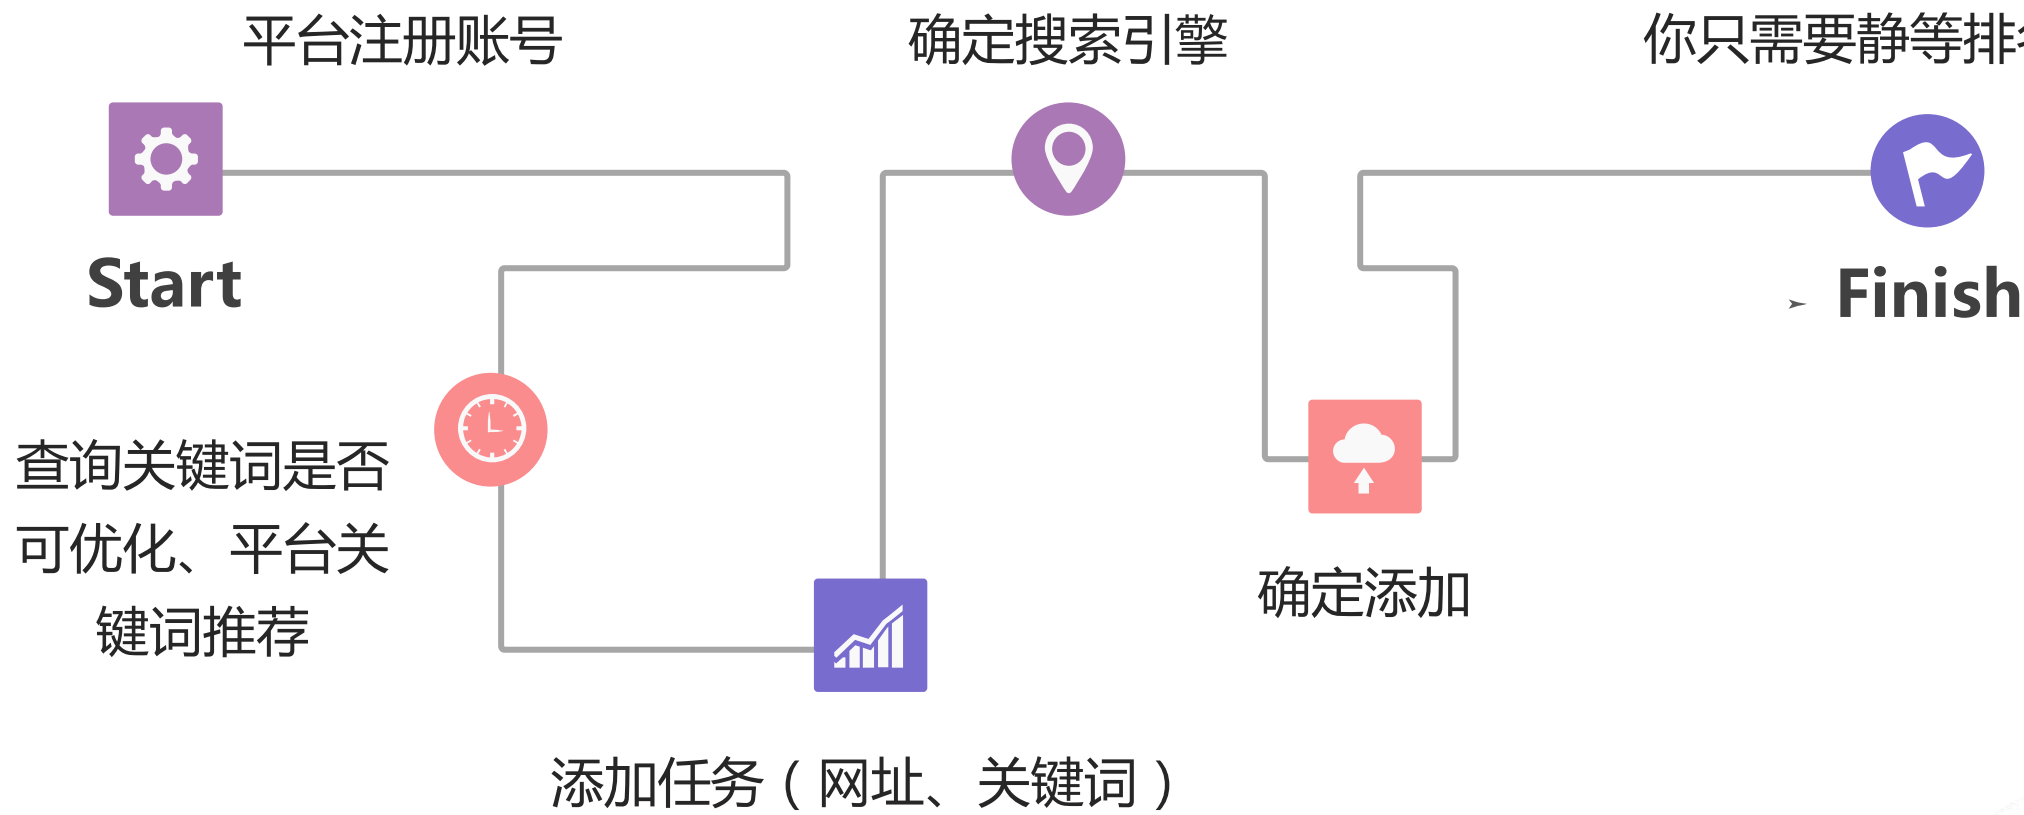 平台注册账号
确定搜索引擎
你只需要静等排
Start
Finish
查询关键词是否
可优化、平台关
键词推荐
确定添加
添加任务（网址、关键词）